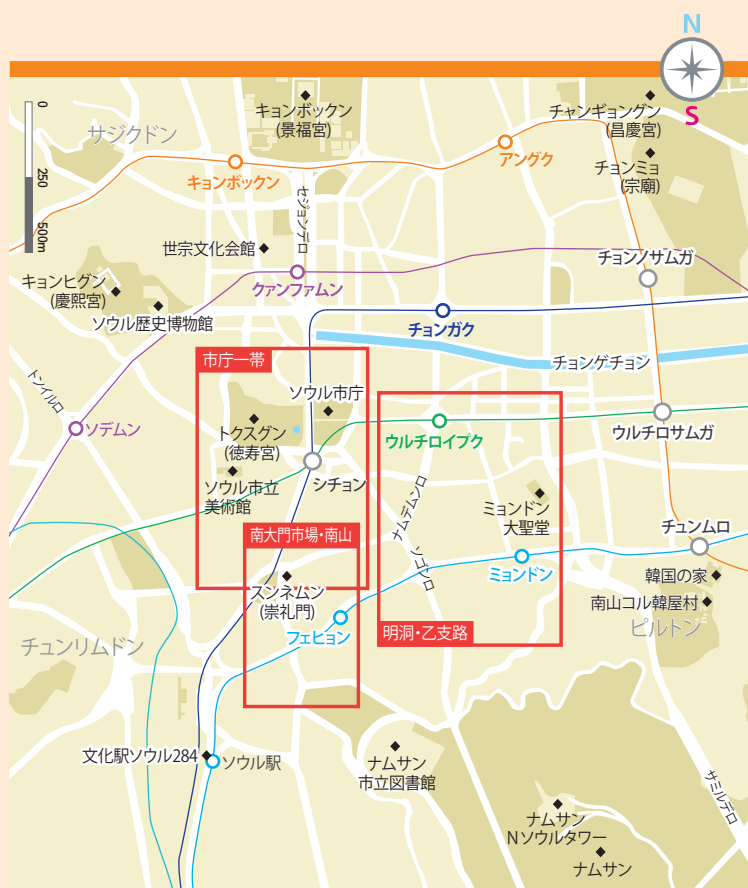 N
S
0
250
500m
キョンボックン
(景福宮)
チャンギョングン
(昌慶宮)
サジクドン
アングク
チョンミョ
(宗廟)
キョンボックン
セジョンデロ
世宗文化会館
チョンノサムガ
クァンファムン
キョンヒグン
(慶熙宮)
ソウル歴史博物館
チョンガク
市庁一帯
チョンゲチョン
トンイルロ
ソウル市庁
トクスグン
(徳寿宮)
ソデムン
ウルチロイプク
ウルチロサムガ
シチョン
ソウル市立
美術館
ナムデムンロ
ミョンドン
大聖堂
南大門市場・南山
チュンムロ
ソゴンロ
ミョンドン
スンネムン
(崇礼門)
韓国の家
南山コル韓屋村
フェヒョン
明洞・乙支路
ピルトン
チュンリムドン
文化駅ソウル284
ソウル駅
ナムサン
市立図書館
サミルデロ
ナムサン
Nソウルタワー
ナムサン